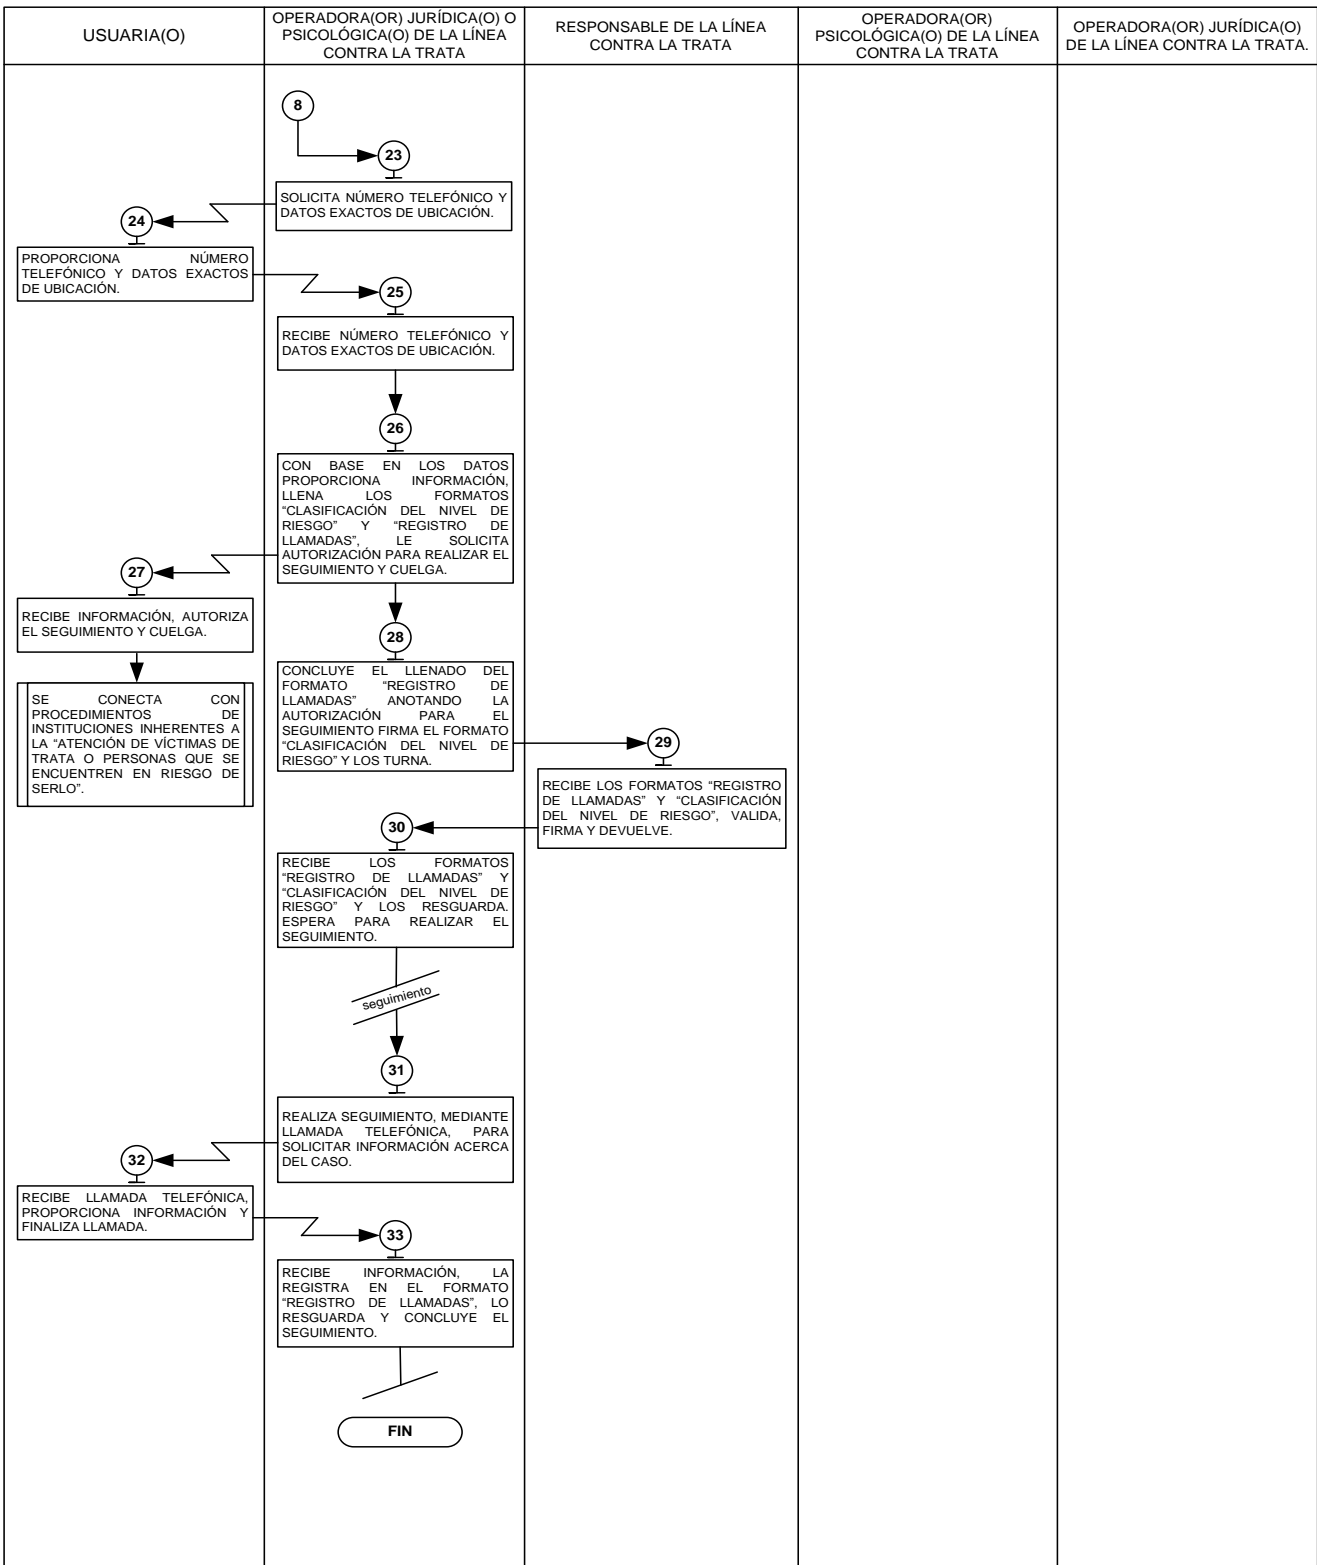 USUARIA(O)
OPERADORA(OR) JURÍDICA(O) O
PSICOLÓGICA(O) DE LA LÍNEA
CONTRA LA TRATA
RESPONSABLE DE LA LÍNEA
CONTRA LA TRATA
OPERADORA(OR)
PSICOLÓGICA(O) DE LA LÍNEA
CONTRA LA TRATA
OPERADORA(OR) JURÍDICA(O)
DE LA LÍNEA CONTRA LA TRATA.
8
23
SOLICITA NÚMERO TELEFÓNICO Y
DATOS EXACTOS DE UBICACIÓN.
24
PROPORCIONA NÚMERO
TELEFÓNICO Y DATOS EXACTOS
DE UBICACIÓN.
25
RECIBE NÚMERO TELEFÓNICO Y
DATOS EXACTOS DE UBICACIÓN.
26
CON BASE EN LOS DATOS
PROPORCIONA INFORMACIÓN,
LLENA LOS FORMATOS
“CLASIFICACIÓN DEL NIVEL DE
RIESGO” Y “REGISTRO DE
LLAMADAS”, LE SOLICITA
AUTORIZACIÓN PARA REALIZAR EL
SEGUIMIENTO Y CUELGA.
27
RECIBE INFORMACIÓN, AUTORIZA
EL SEGUIMIENTO Y CUELGA.
SE CONECTA CON
PROCEDIMIENTOS DE
INSTITUCIONES INHERENTES A
LA “ATENCIÓN DE VÍCTIMAS DE
TRATA O PERSONAS QUE SE
ENCUENTREN EN RIESGO DE
SERLO”.
28
CONCLUYE EL LLENADO DEL
FORMATO “REGISTRO DE
LLAMADAS” ANOTANDO LA
AUTORIZACIÓN PARA EL
SEGUIMIENTO FIRMA EL FORMATO
“CLASIFICACIÓN DEL NIVEL DE
RIESGO” Y LOS TURNA.
29
RECIBE LOS FORMATOS “REGISTRO
DE LLAMADAS” Y “CLASIFICACIÓN
DEL NIVEL DE RIESGO”, VALIDA,
FIRMA Y DEVUELVE.
30
RECIBE LOS FORMATOS
“REGISTRO DE LLAMADAS” Y
“CLASIFICACIÓN DEL NIVEL DE
RIESGO” Y LOS RESGUARDA.
ESPERA PARA REALIZAR EL
SEGUIMIENTO.
seguimiento
31
REALIZA SEGUIMIENTO, MEDIANTE
LLAMADA TELEFÓNICA, PARA
SOLICITAR INFORMACIÓN ACERCA
DEL CASO.
32
RECIBE LLAMADA TELEFÓNICA,
PROPORCIONA INFORMACIÓN Y
FINALIZA LLAMADA.
33
RECIBE INFORMACIÓN, LA
REGISTRA EN EL FORMATO
“REGISTRO DE LLAMADAS”, LO
RESGUARDA Y CONCLUYE EL
SEGUIMIENTO.
FIN